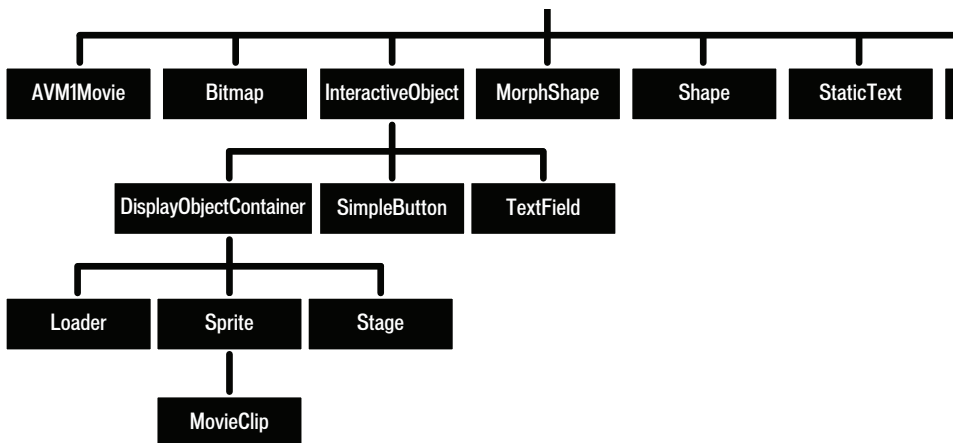 AVM1Movie
Bitmap
InteractiveObject
MorphShape
Shape
StaticText
DisplayObjectContainer
SimpleButton
TextField
Loader
Sprite
Stage
MovieClip